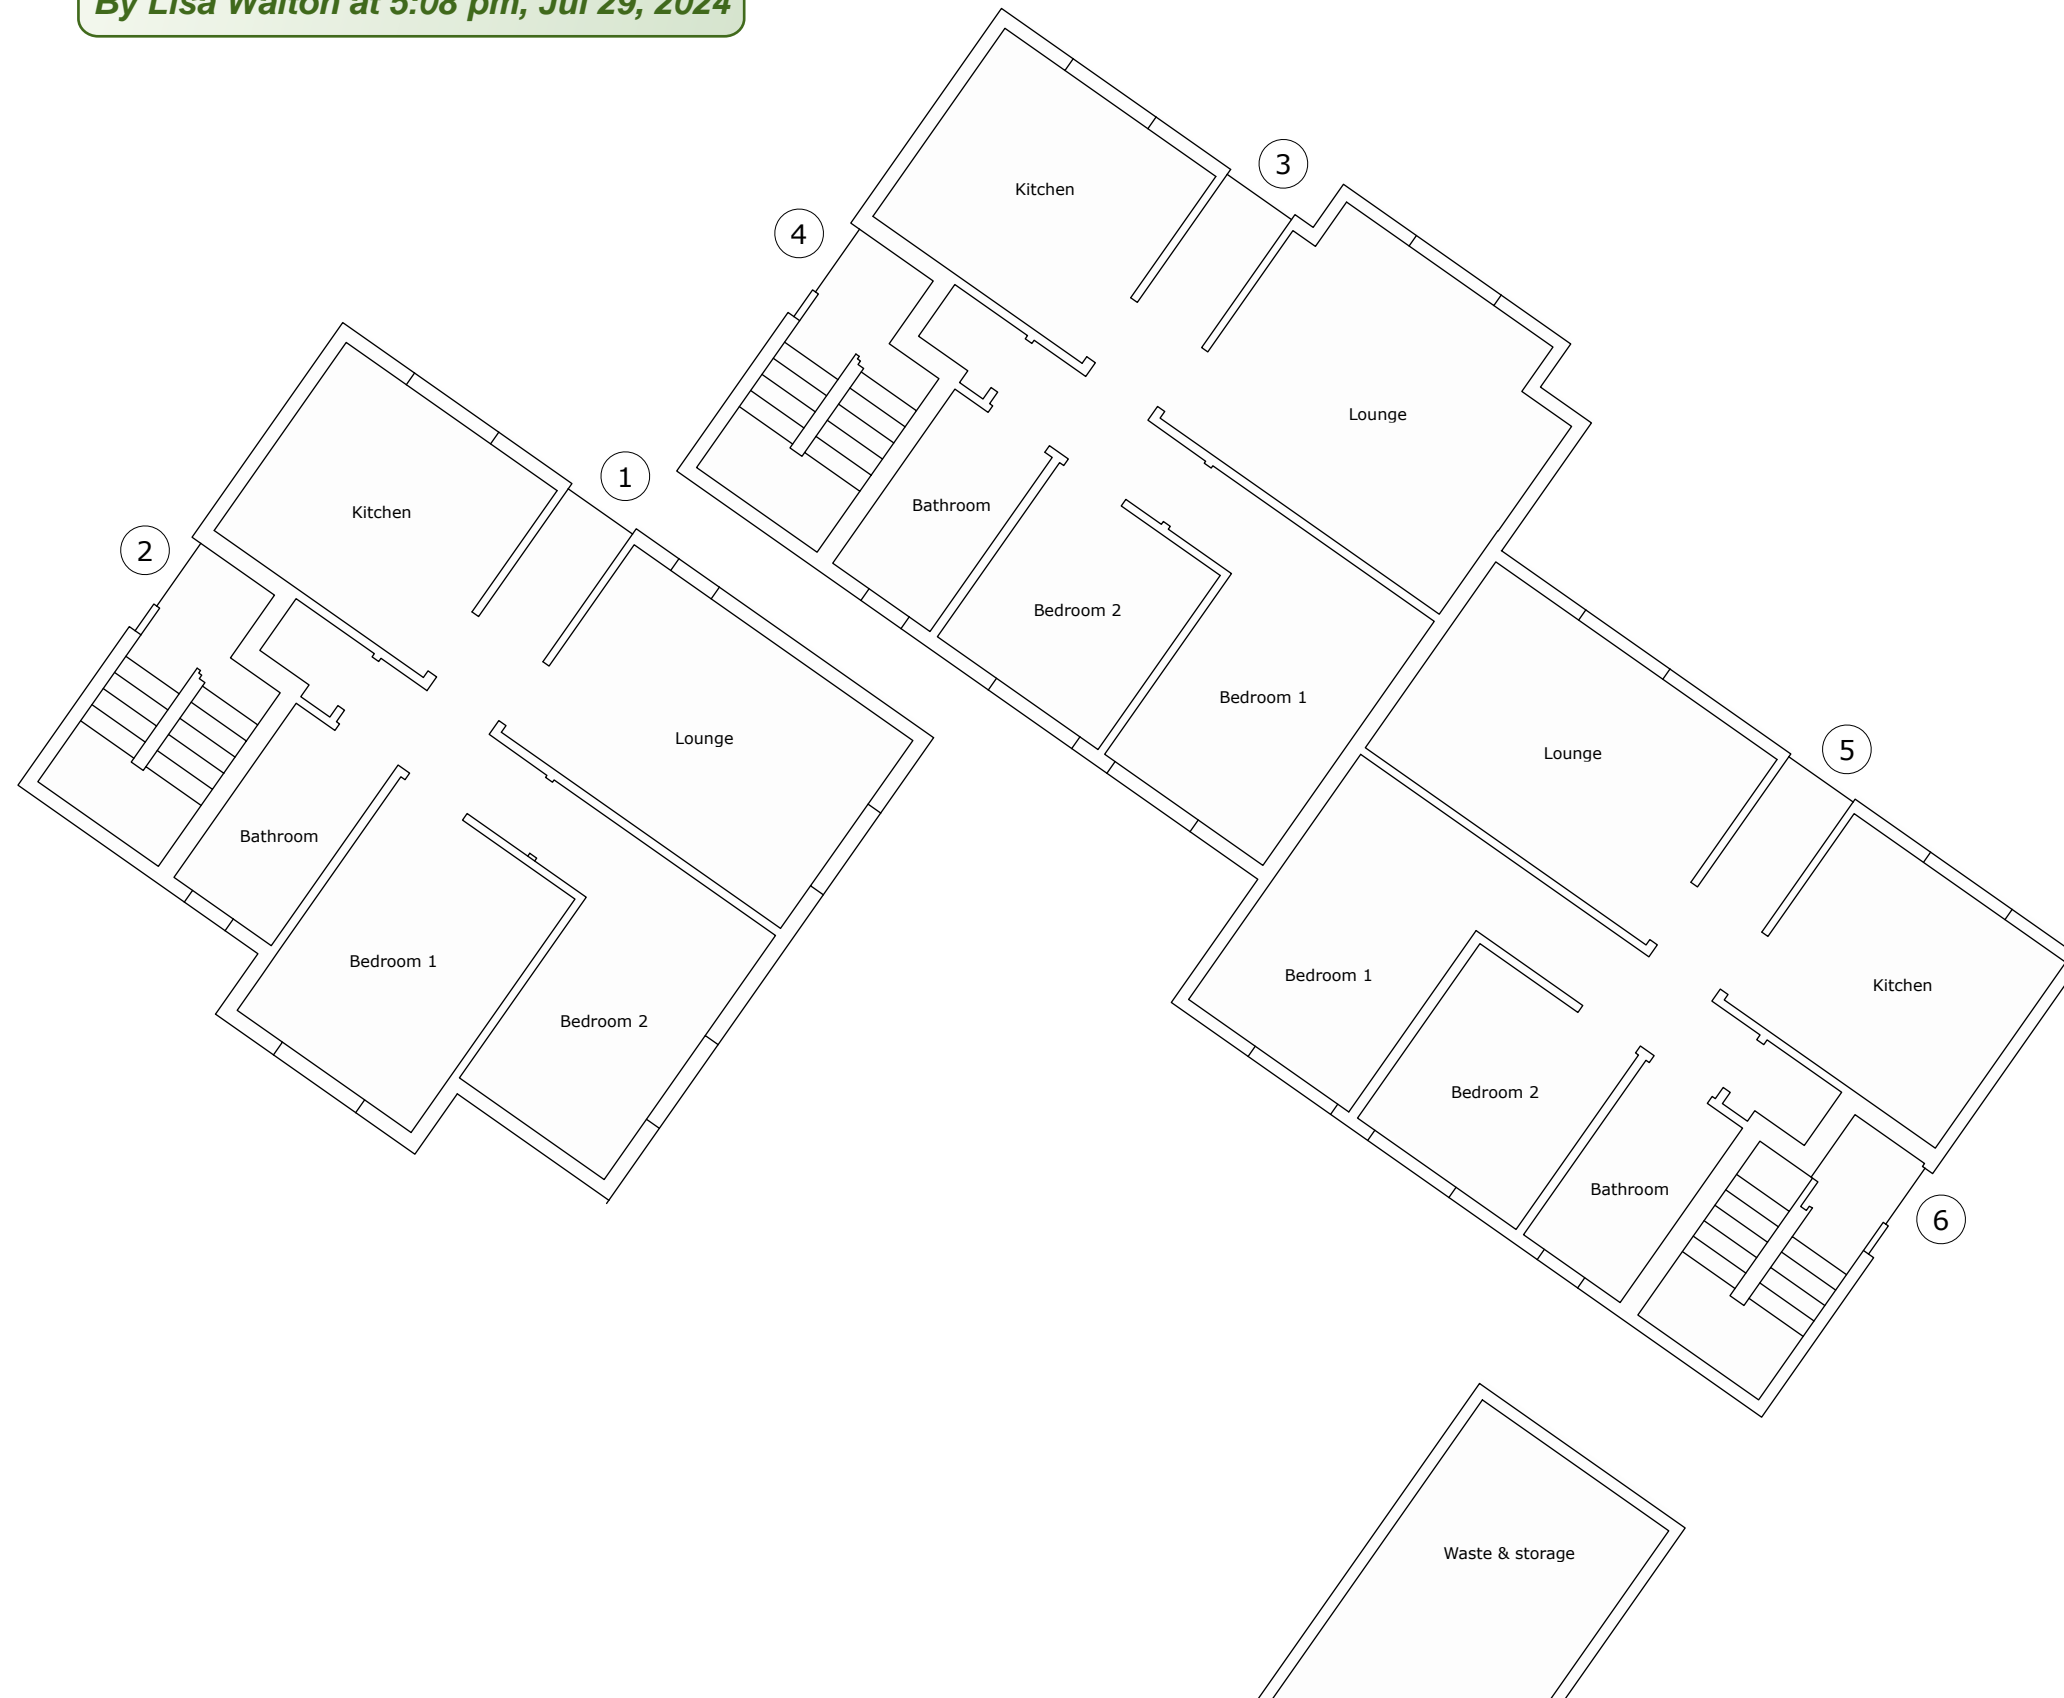 By Lisa Walton at 5:08 pm, Jul 29, 2024
3
Kitchen
4
Lounge
1
Kitchen
Bathroom
2
Bedroom 2
Bedroom 1
Lounge
Lounge
5
Bathroom
Bedroom 1
Bedroom 1
Kitchen
Bedroom 2
Bedroom 2
Bathroom
6
Waste & storage